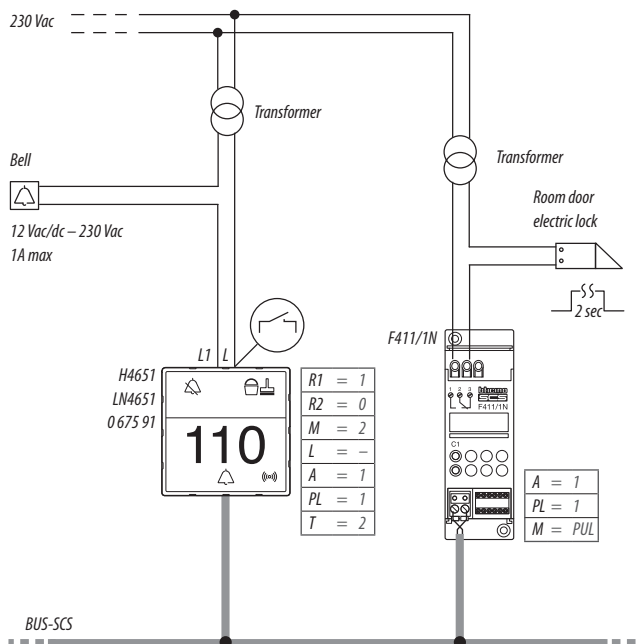 230 Vac
Transformer
Transformer
Bell
12 Vac/dc – 230 Vac
1A max
Room door
electric lock
2 sec
F411/1N
L1 L
H4651
LN4651
0 675 91
110
R1 = 1
R2 = 0
M = 2
L = –
A = 1
PL = 1
T = 2
1 2 3
bticino
SCS
F411/1N
C1
A = 1
PL = 1
M = PUL
BUS-SCS